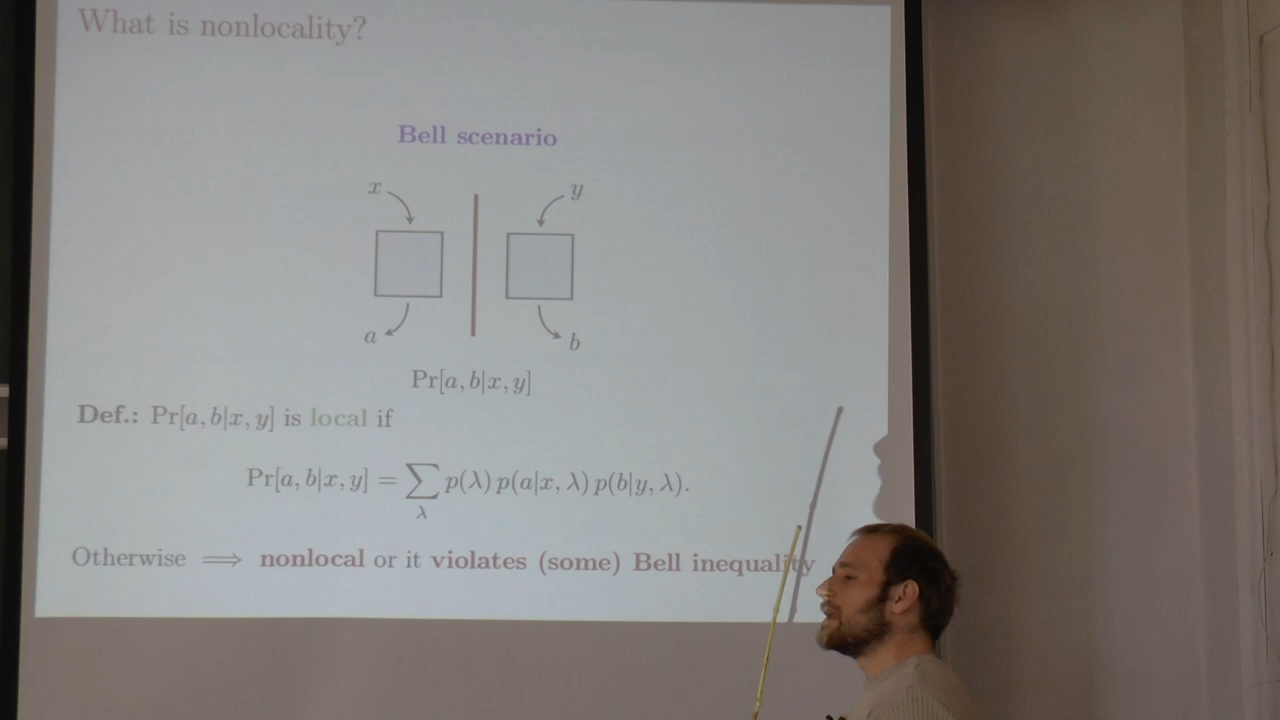 What is nonlocality?
Bell scenario
x y
a b
Pr[a, b|x, y]
Def.: Pr[a, b|x, y] is local if
Pr[a, b|x, y] = ∑ p(λ) p(a|x, λ) p(b|y, λ).
λ
Otherwise ⟹ nonlocal or it violates (some) Bell inequality